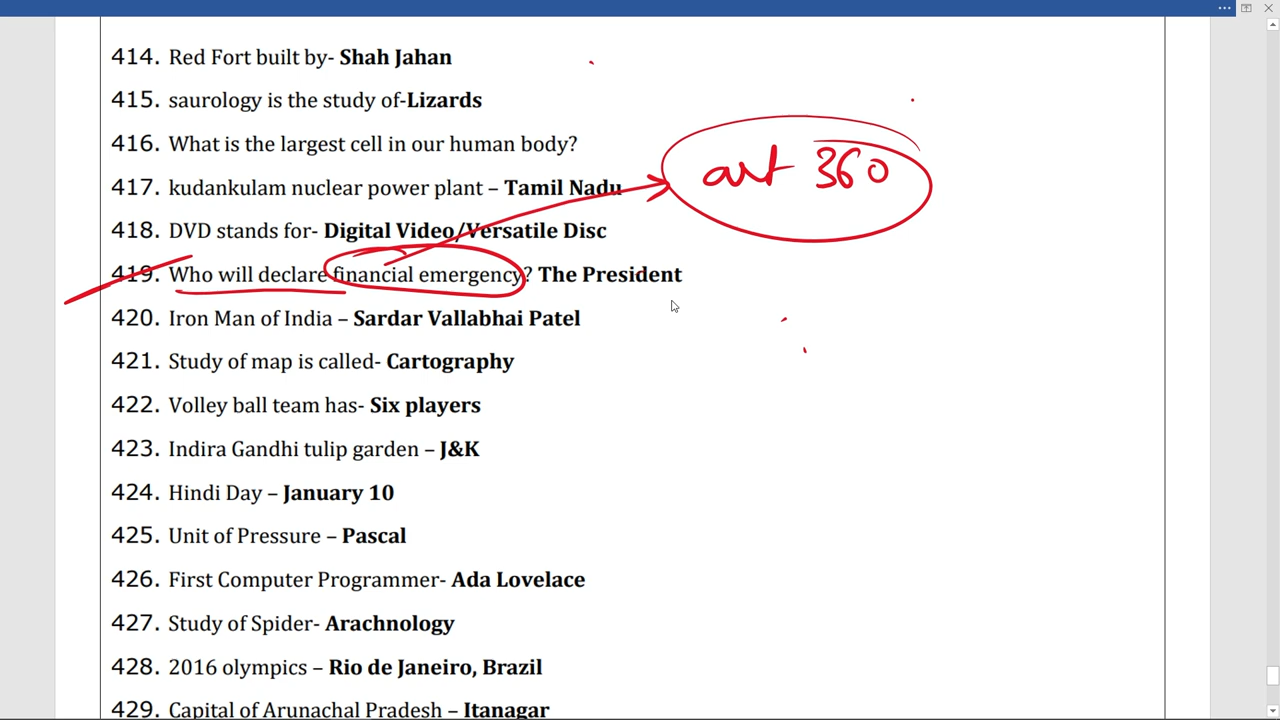 414. Red Fort built by- Shah Jahan
415. saurology is the study of-Lizards
416. What is the largest cell in our human body?
art 360
417. kudankulam nuclear power plant – Tamil Nadu
418. DVD stands for- Digital Video/Versatile Disc
419. Who will declare financial emergency? The President
420. Iron Man of India – Sardar Vallabhai Patel
421. Study of map is called- Cartography
422. Volley ball team has- Six players
423. Indira Gandhi tulip garden – J&K
424. Hindi Day – January 10
425. Unit of Pressure – Pascal
426. First Computer Programmer- Ada Lovelace
427. Study of Spider- Arachnology
428. 2016 olympics – Rio de Janeiro, Brazil
429. Capital of Arunachal Pradesh – Itanagar